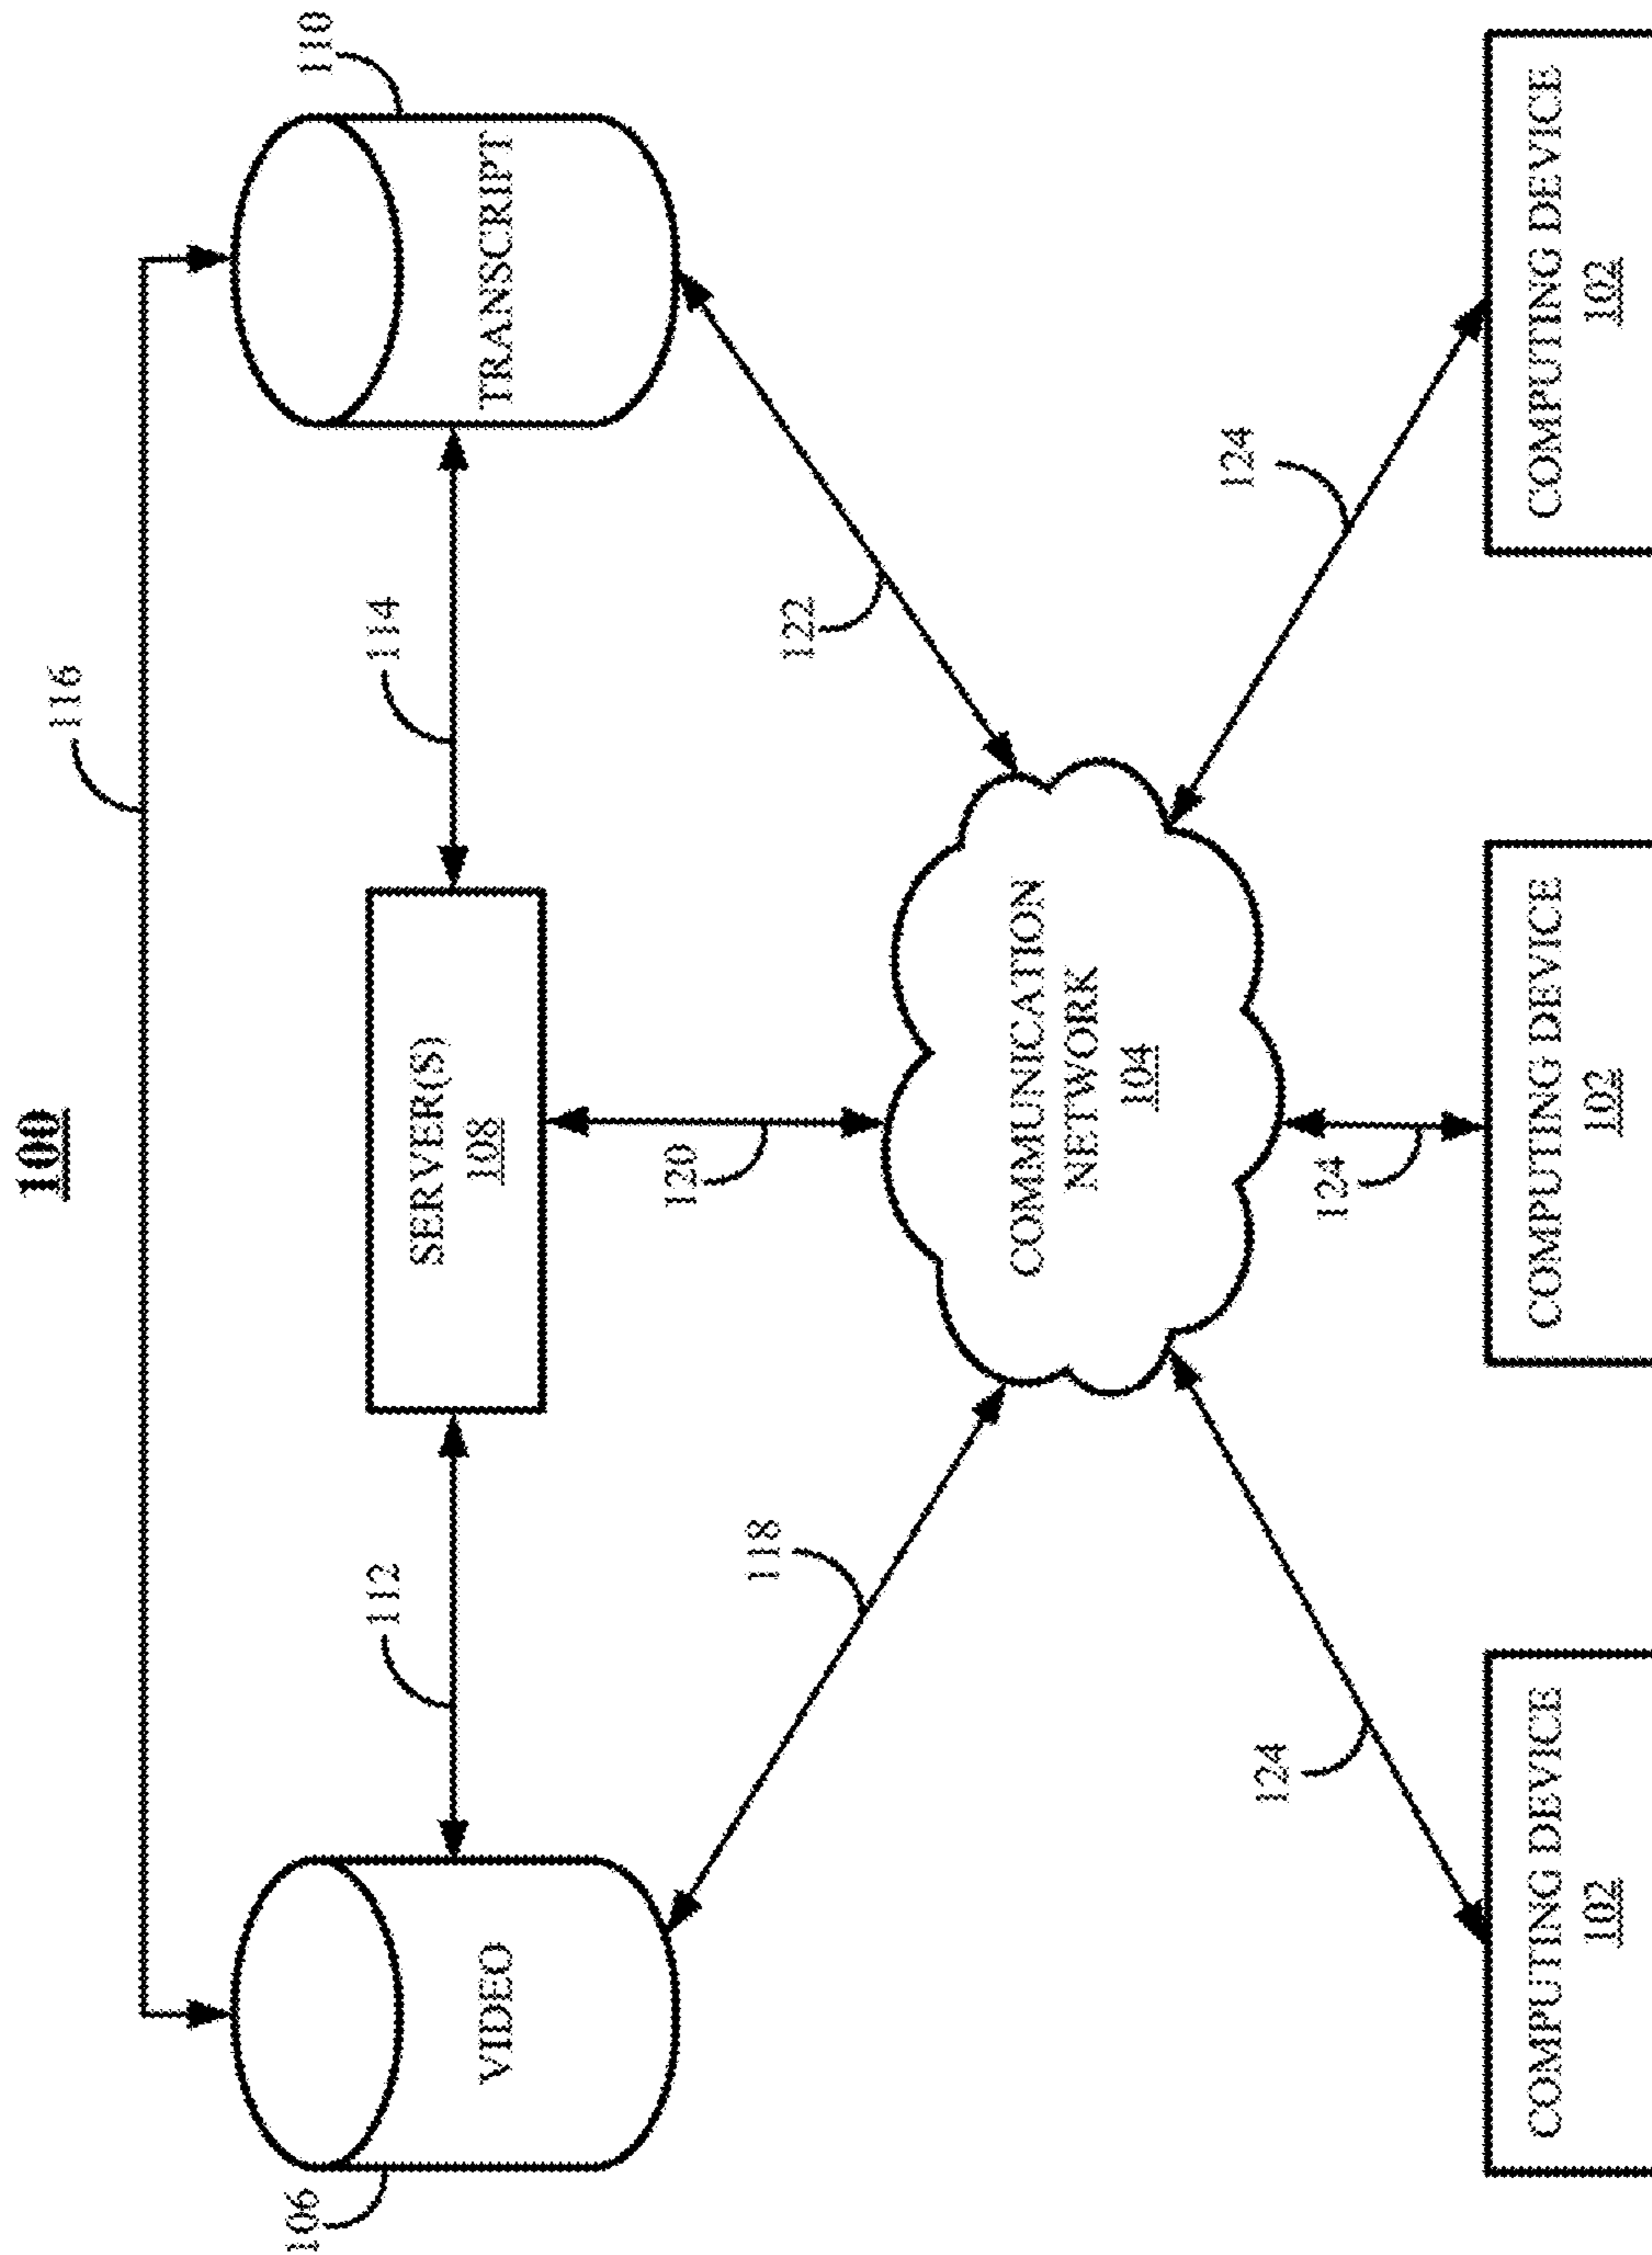 100
116
106
VIDEO
112
SERVER(S)
108
114
TRANSCRIPT
110
118
120
122
COMMUNICATION
NETWORK
104
124
124
124
COMPUTING DEVICE
102
COMPUTING DEVICE
102
COMPUTING DEVICE
102